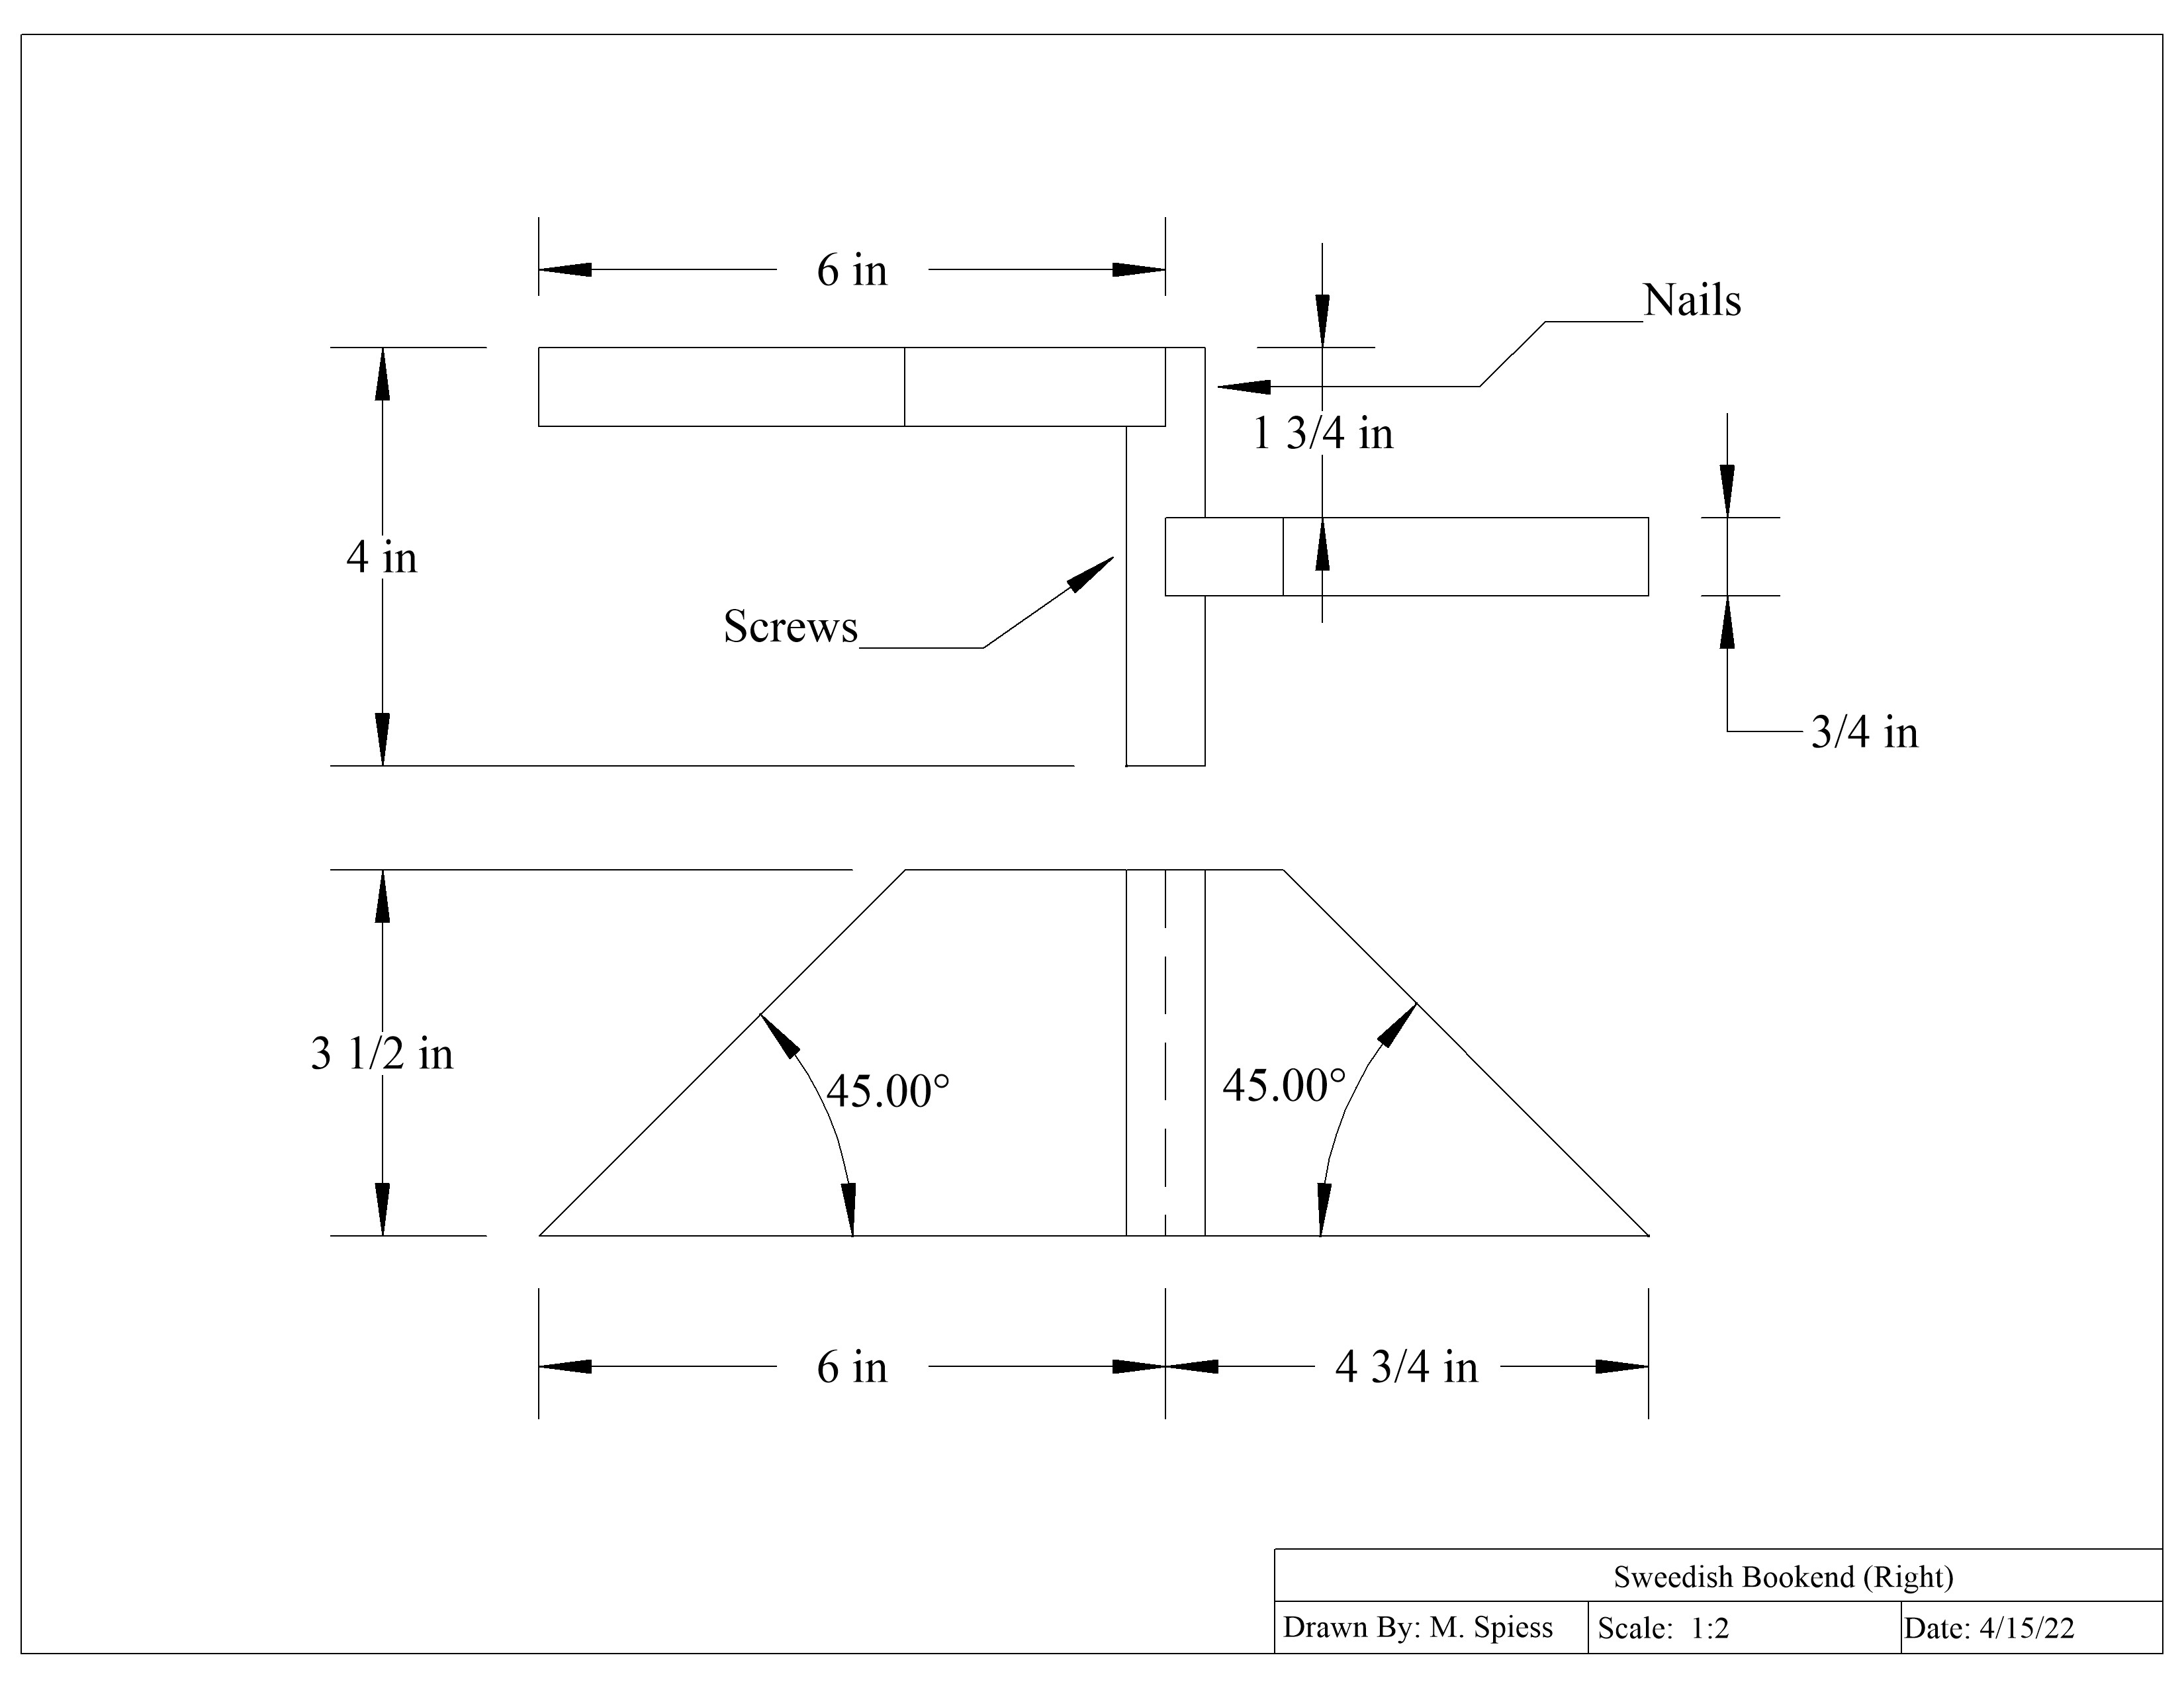 6 in
Nails
1 3/4 in
4 in
Screws
3/4 in
3 1/2 in
45.00°
45.00°
6 in
4 3/4 in
Sweedish Bookend (Right)
Drawn By: M. Spiess
Scale: 1:2
Date: 4/15/22